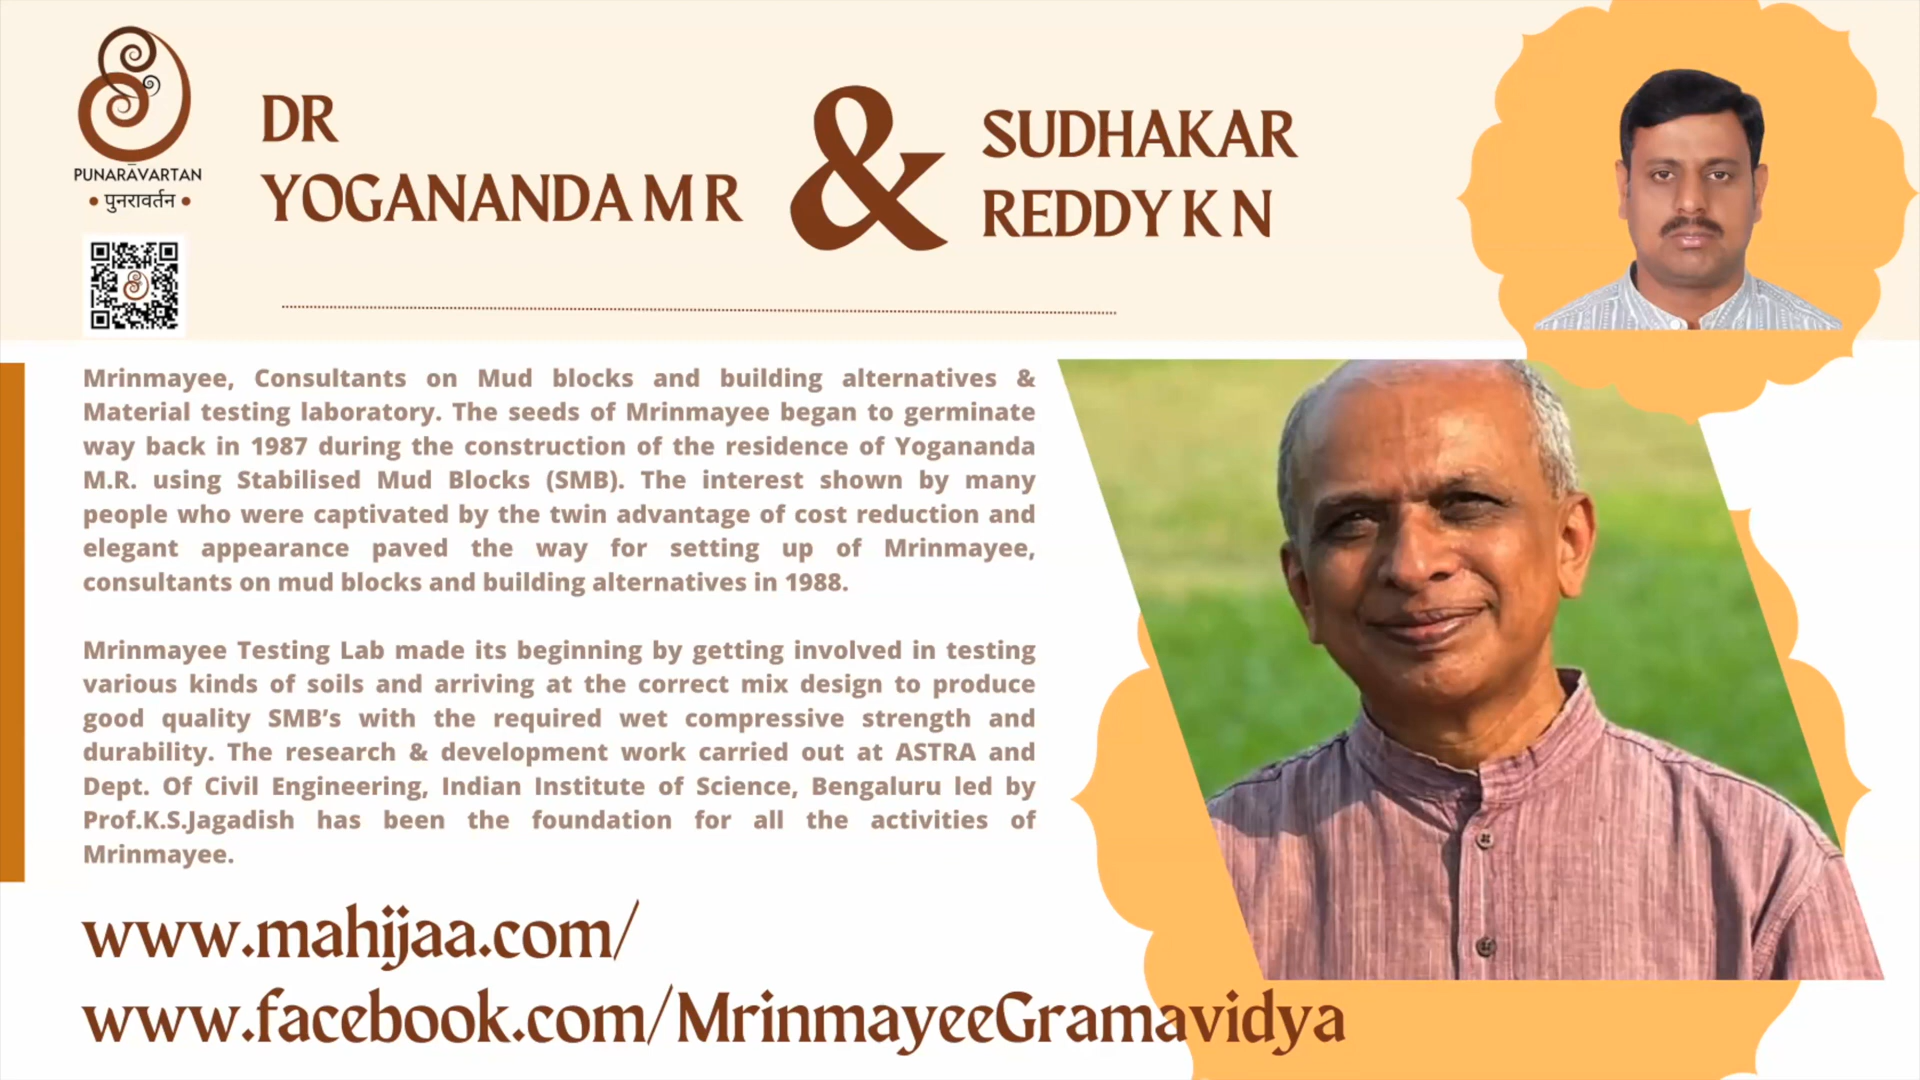 PUNARĀVARTAN
• पुनरावर्तन •
DR
YOGANANDA M R
&
SUDHAKAR
REDDY K N
Mrinmayee, Consultants on Mud blocks and building alternatives &
Material testing laboratory. The seeds of Mrinmayee began to germinate
way back in 1987 during the construction of the residence of Yogananda
M.R. using Stabilised Mud Blocks (SMB). The interest shown by many
people who were captivated by the twin advantage of cost reduction and
elegant appearance paved the way for setting up of Mrinmayee,
consultants on mud blocks and building alternatives in 1988.
Mrinmayee Testing Lab made its beginning by getting involved in testing
various kinds of soils and arriving at the correct mix design to produce
good quality SMB’s with the required wet compressive strength and
durability. The research & development work carried out at ASTRA and
Dept. Of Civil Engineering, Indian Institute of Science, Bengaluru led by
Prof.K.S.Jagadish has been the foundation for all the activities of
Mrinmayee.
www.mahijaa.com/
www.facebook.com/MrinmayeeGramavidya